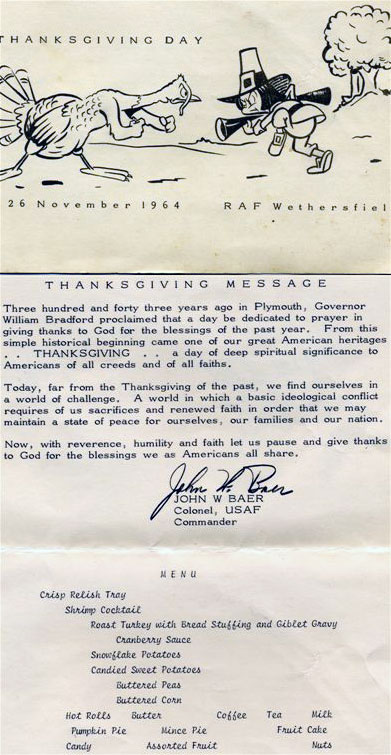 THANKSGIVING DAY
26 November 1964 RAF Wethersfiel
THANKSGIVING MESSAGE
Three hundred and forty three years ago in Plymouth, Governor
William Bradford proclaimed that a day be dedicated to prayer in
giving thanks to God for the blessings of the past year. From this
simple historical beginning came one of our great American heritages
. . THANKSGIVING . . a day of deep spiritual significance to
Americans of all creeds and of all faiths.
Today, far from the Thanksgiving of the past, we find ourselves in
a world of challenge. A world in which a basic ideological conflict
requires of us sacrifices and renewed faith in order that we may
maintain a state of peace for ourselves, our families and our nation.
Now, with reverence, humility and faith let us pause and give thanks
to God for the blessings we as Americans all share.
John W. Baer
JOHN W BAER
Colonel, USAF
Commander
MENU
Crisp Relish Tray
Shrimp Cocktail
Roast Turkey with Bread Stuffing and Giblet Gravy
Cranberry Sauce
Snowflake Potatoes
Candied Sweet Potatoes
Buttered Peas
Buttered Corn
Hot Rolls Butter Coffee Tea Milk
Pumpkin Pie Mince Pie Fruit Cake
Candy Assorted Fruit Nuts